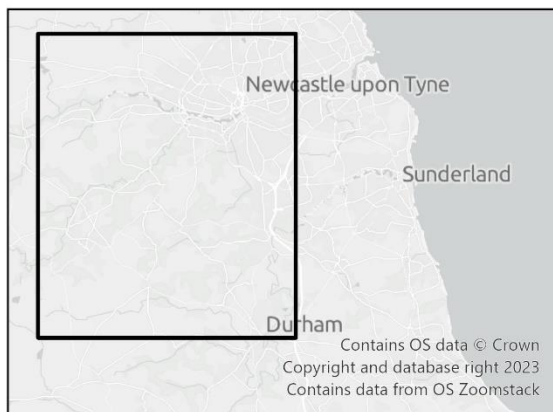 Newcastle upon Tyne
Sunderland
Durham
Contains OS data © Crown
Copyright and database right 2023
Contains data from OS Zoomstack